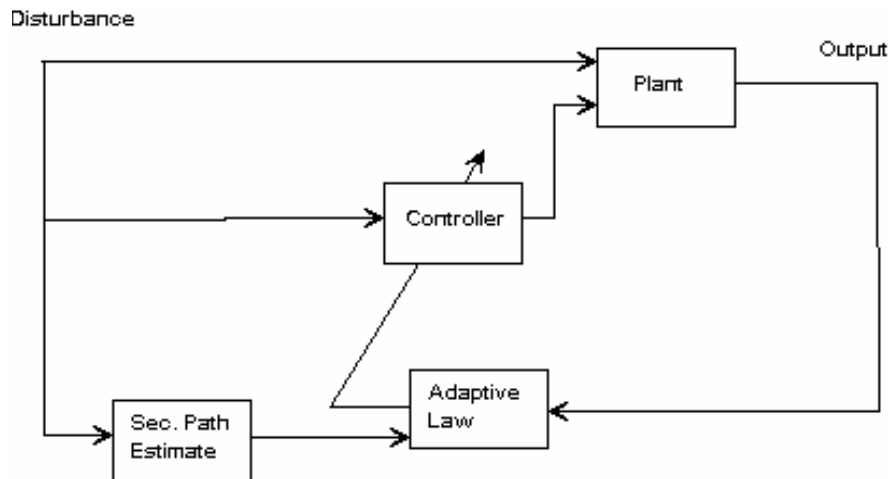 Disturbance
Output
Plant
Controller
Adaptive
Law
Sec. Path
Estimate